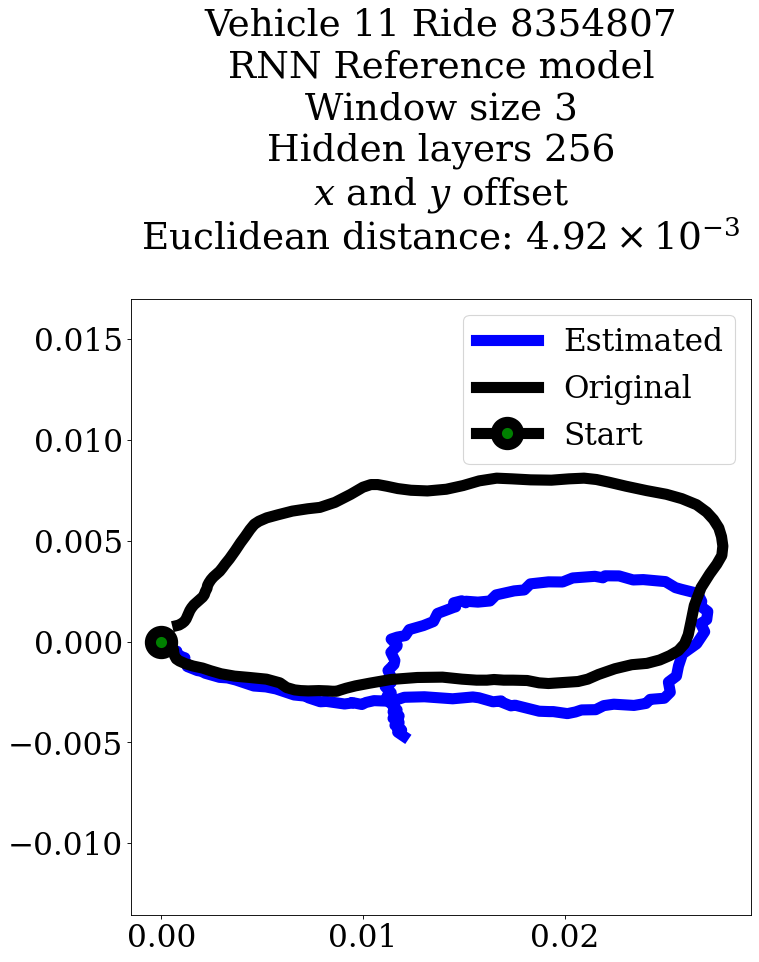 Vehicle 11 Ride 8354807
RNN Reference model
Window size 3
Hidden layers 256
x and y offset
Euclidean distance: 4.92 × 10⁻³
Estimated
Original
Start
0.015
0.010
0.005
0.000
−0.005
−0.010
0.00 0.01 0.02